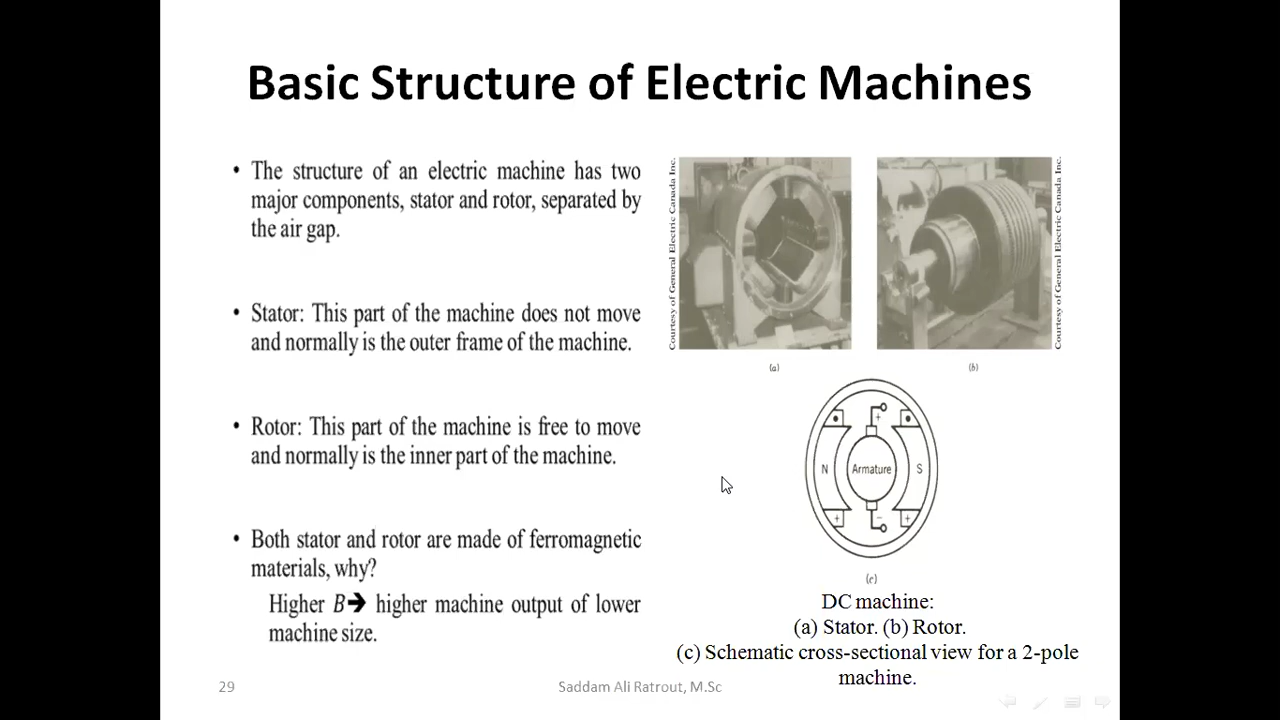 Basic Structure of Electric Machines
• The structure of an electric machine has two
major components, stator and rotor, separated by
the air gap.
• Stator: This part of the machine does not move
and normally is the outer frame of the machine.
• Rotor: This part of the machine is free to move
and normally is the inner part of the machine.
• Both stator and rotor are made of ferromagnetic
materials, why?
Higher B➔ higher machine output of lower
machine size.
Courtesy of General Electric Canada Inc.
Courtesy of General Electric Canada Inc.
(a)
(b)
+
N
Armature
S
+
−
+
(c)
DC machine:
(a) Stator. (b) Rotor.
(c) Schematic cross-sectional view for a 2-pole
machine.
29
Saddam Ali Ratrout, M.Sc